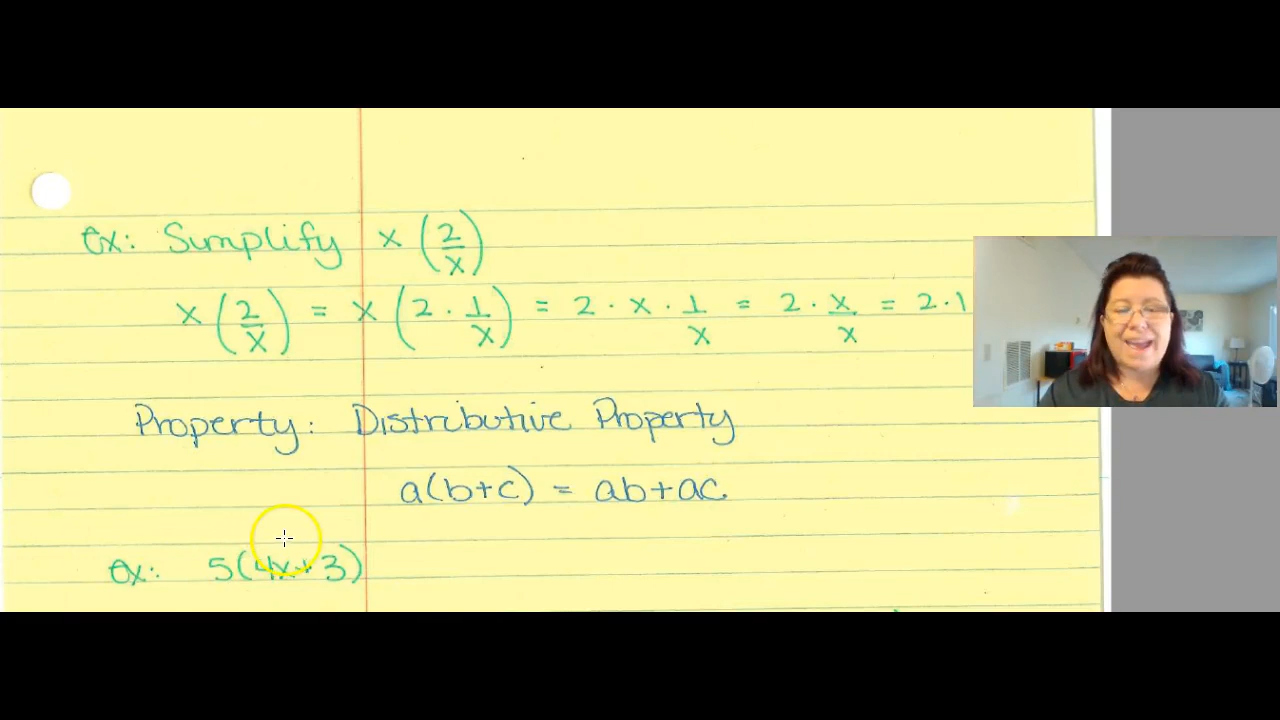 ex: Simplify x (2/x)
x (2/x) = x (2 · 1/x) = 2 · x · 1/x = 2 · x/x = 2 · 1
Property: Distributive Property
a(b+c) = ab+ac
ex: 5(4x+3)